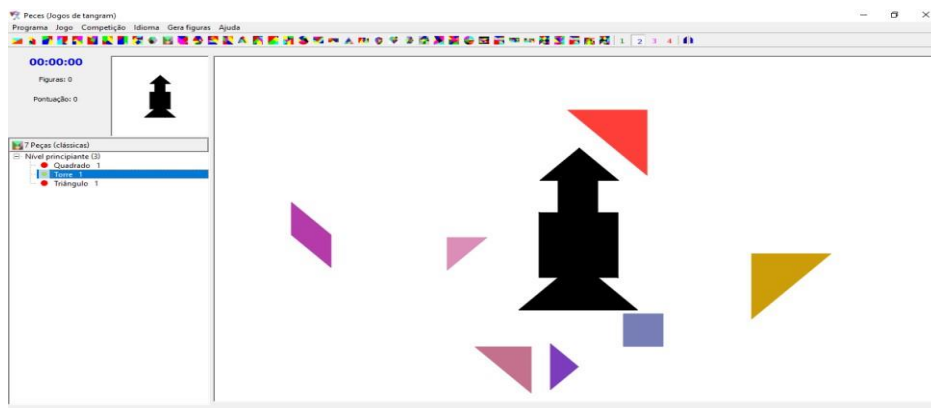 Peces (Jogos de tangram)
Programa Jogo Competição Idioma Gera figuras Ajuda
1 2 3 4
00:00:00
Figuras: 0
Pontuação: 0
7 Peças (clássicas)
Nível principiante (3)
Quadrado 1
Torre 1
Triângulo 1